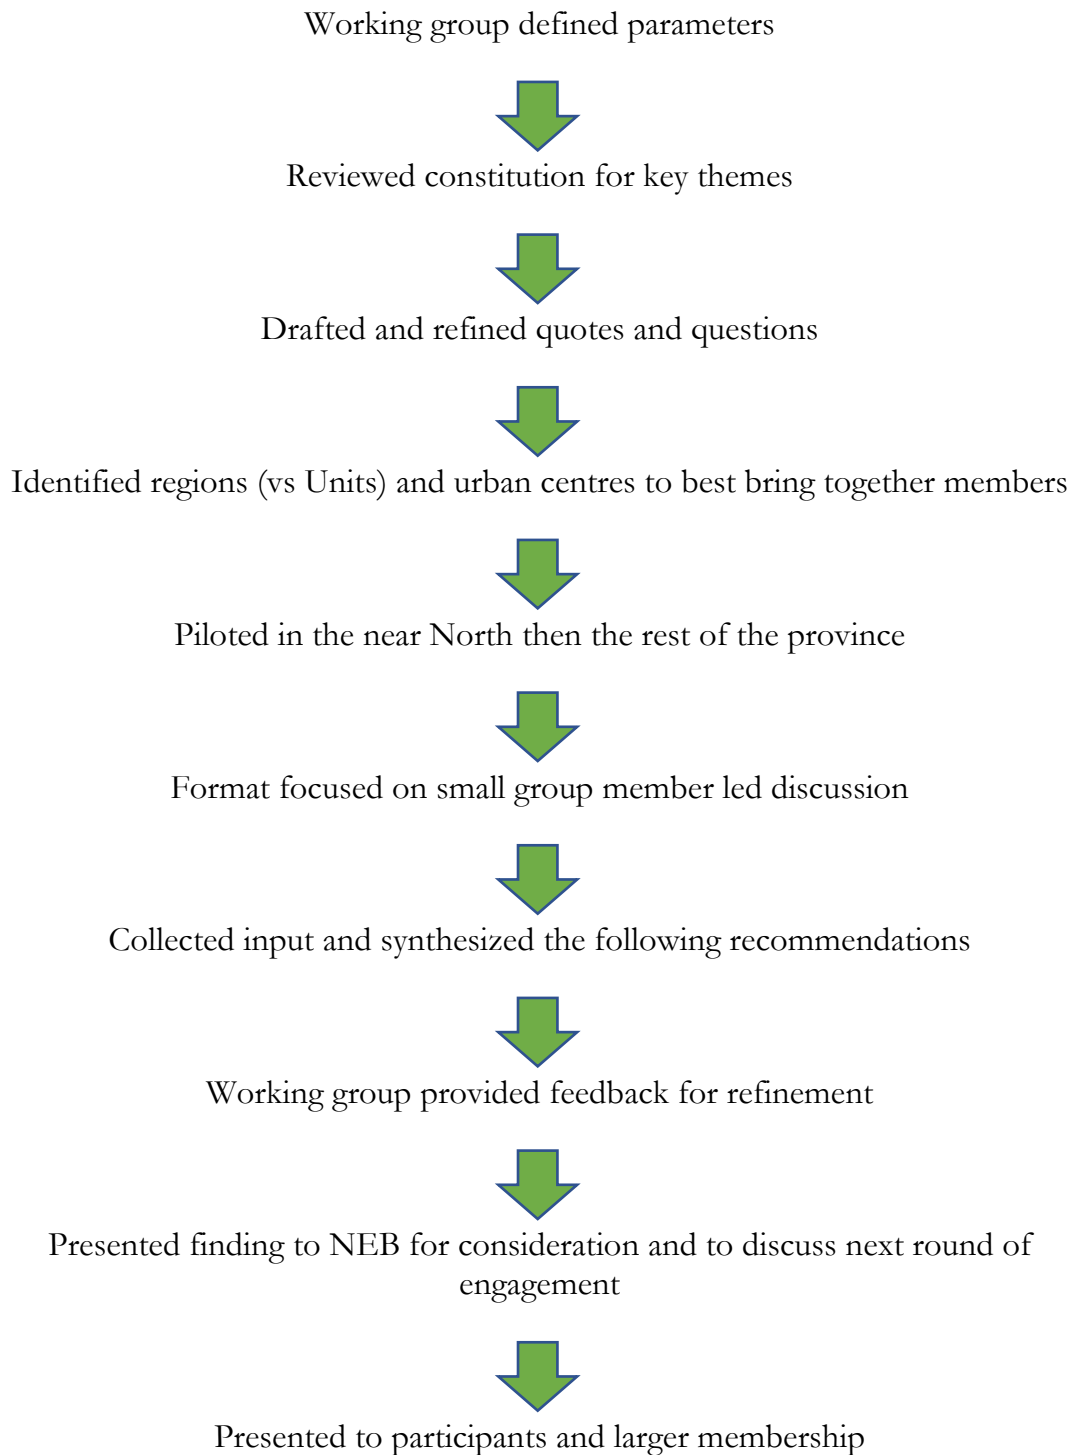 Working group defined parameters
Reviewed constitution for key themes
Drafted and refined quotes and questions
Identified regions (vs Units) and urban centres to best bring together members
Piloted in the near North then the rest of the province
Format focused on small group member led discussion
Collected input and synthesized the following recommendations
Working group provided feedback for refinement
Presented finding to NEB for consideration and to discuss next round of
engagement
Presented to participants and larger membership